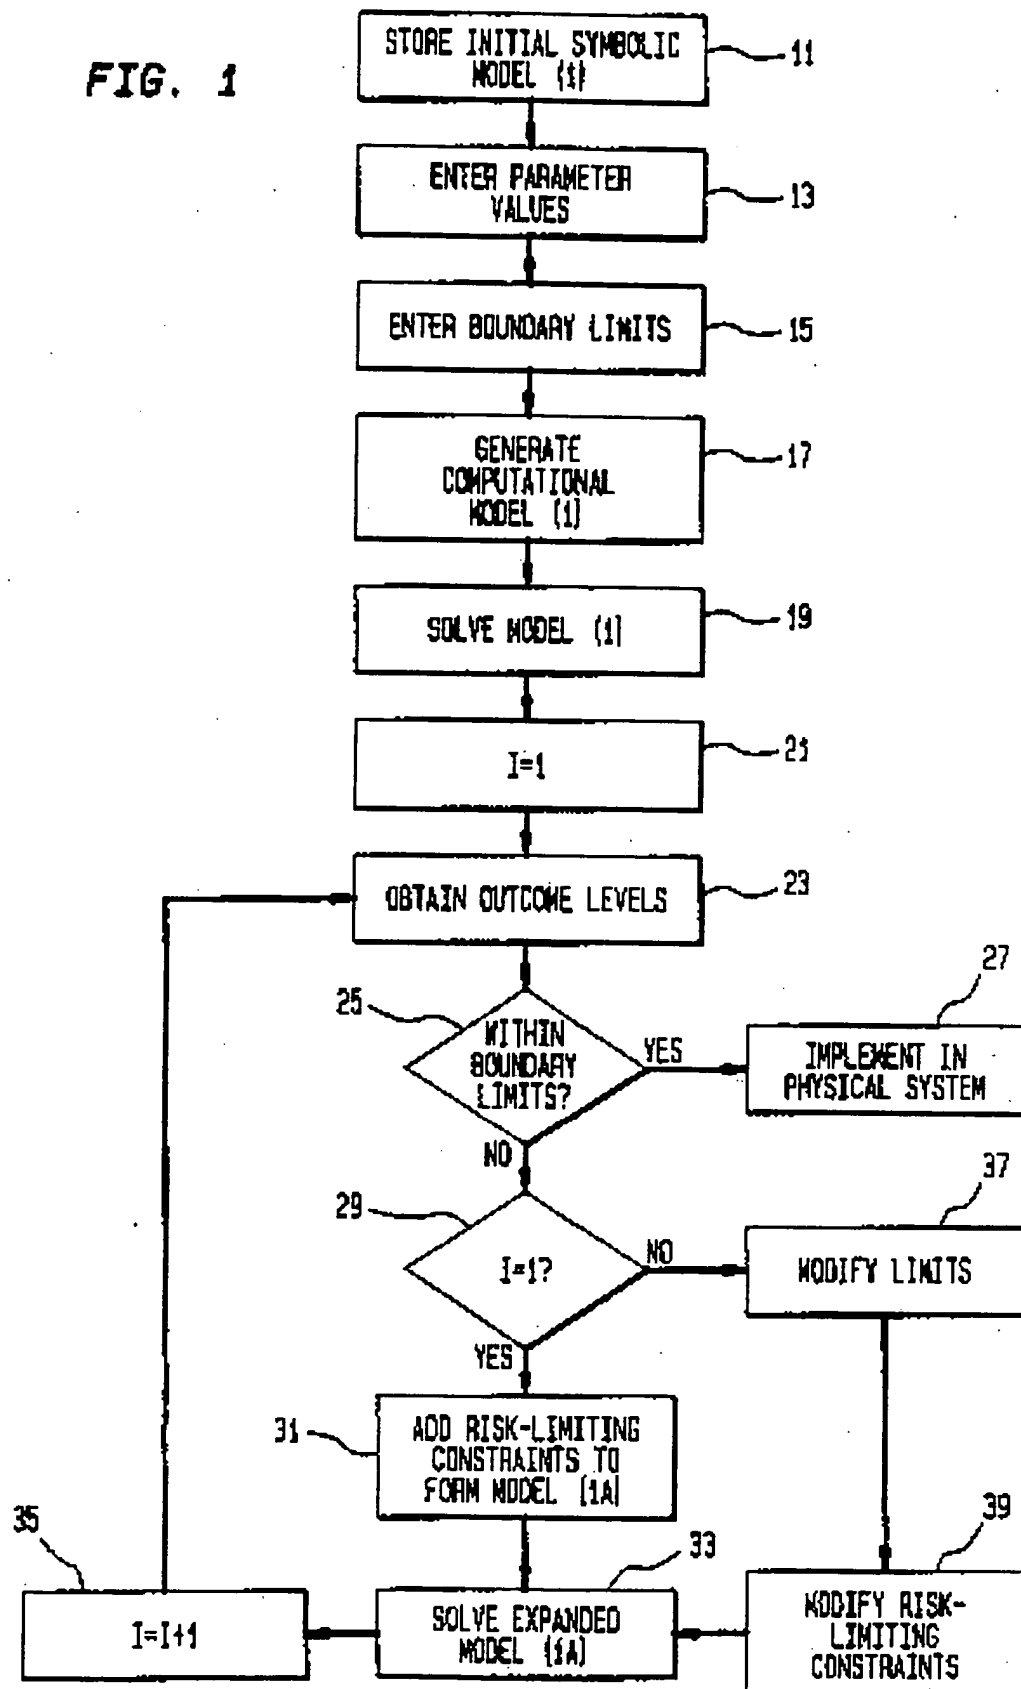 FIG. 1
STORE INITIAL SYMBOLIC
MODEL (1)
11
ENTER PARAMETER
VALUES
13
ENTER BOUNDARY LIMITS
15
GENERATE
COMPUTATIONAL
MODEL (1)
17
SOLVE MODEL (1)
19
I=1
21
OBTAIN OUTCOME LEVELS
23
25
WITHIN
BOUNDARY
LIMITS?
YES
27
IMPLEMENT IN
PHYSICAL SYSTEM
NO
29
I=1?
NO
37
MODIFY LIMITS
YES
31
ADD RISK-LIMITING
CONSTRAINTS TO
FORM MODEL (1A)
35
I=I+1
33
SOLVE EXPANDED
MODEL (1A)
39
MODIFY RISK-
LIMITING
CONSTRAINTS